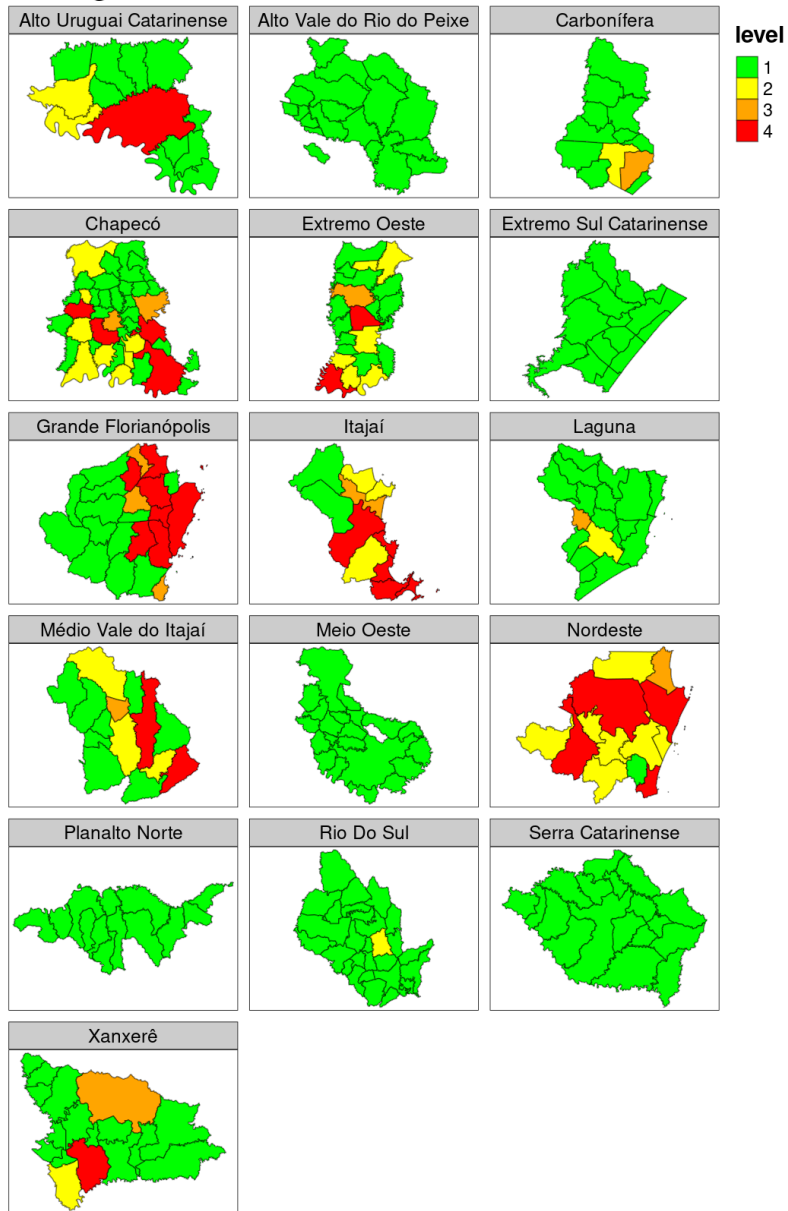 Alto Uruguai Catarinense
Alto Vale do Rio do Peixe
Carbonífera
level
1
2
3
4
Chapecó
Extremo Oeste
Extremo Sul Catarinense
Grande Florianópolis
Itajaí
Laguna
Médio Vale do Itajaí
Meio Oeste
Nordeste
Planalto Norte
Rio Do Sul
Serra Catarinense
Xanxerê